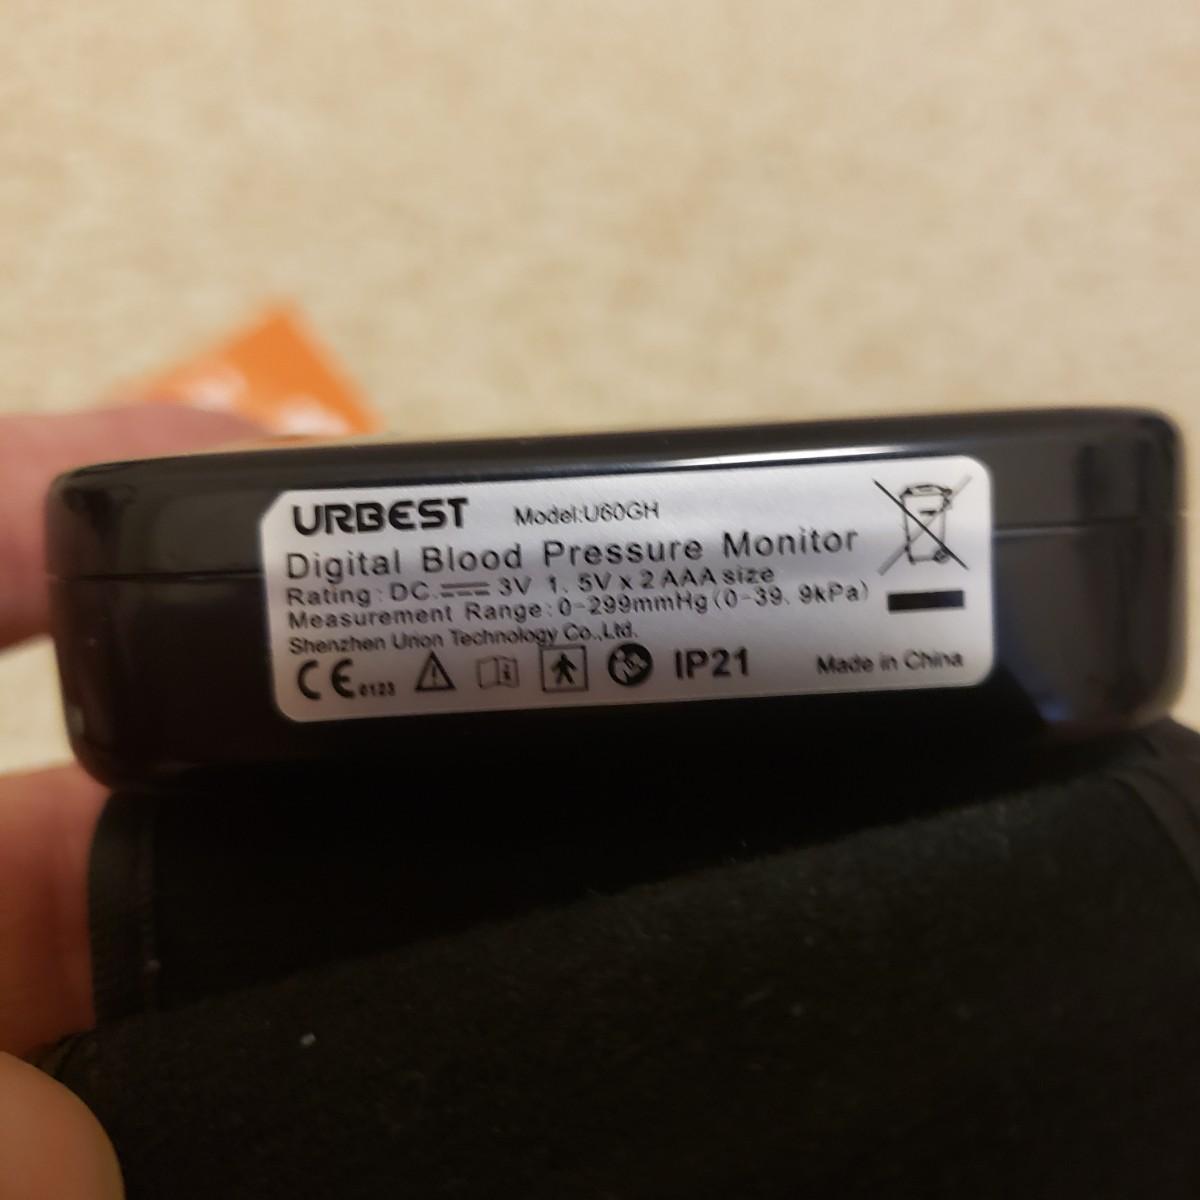 URBEST Model:U60GH
Digital Blood Pressure Monitor
Rating: DC 3V 1.5V x 2 AAA size
Measurement Range: 0-299mmHg (0-39.9kPa)
Shenzhen Urion Technology Co.,Ltd.
CE 0123 IP21 Made in China